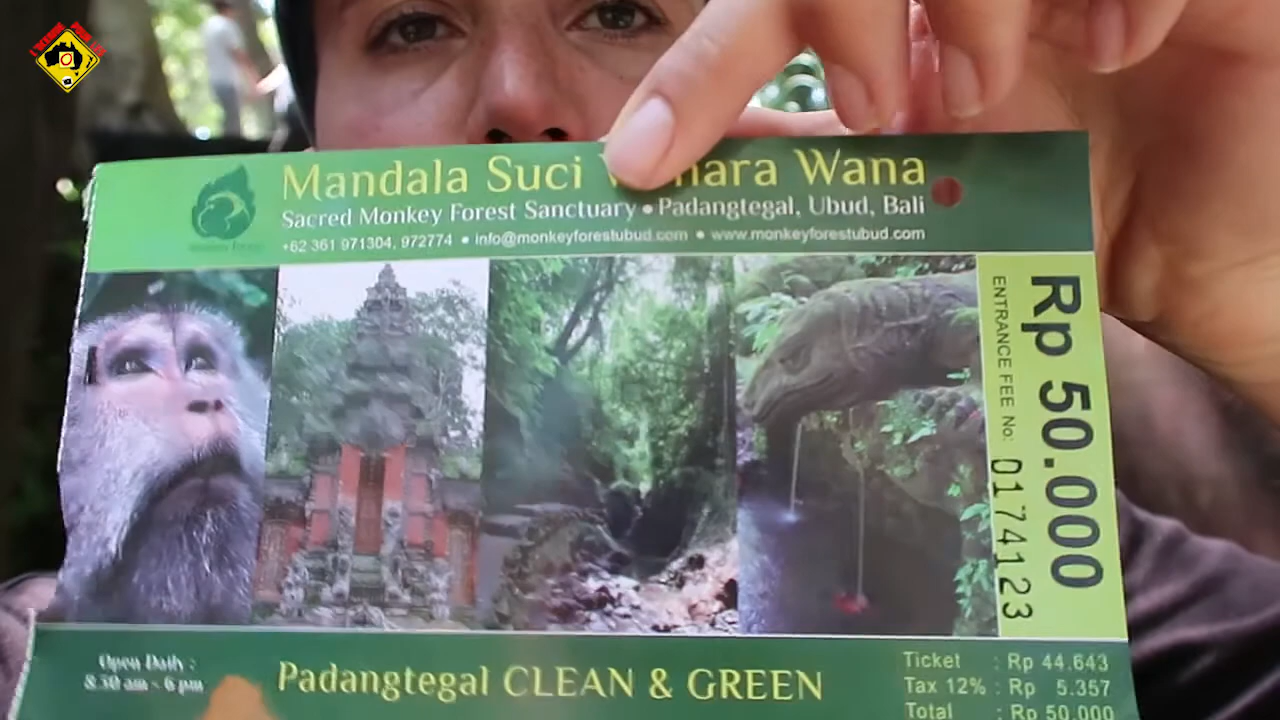 Mandala Suci Wana
Sacred Monkey Forest Sanctuary • Padangtegal, Ubud, Bali
+62 361 971304, 972774 • info@monkeyforestubud.com • www.monkeyforestubud.com
Rp 50.000
ENTRANCE FEE No: 0174123
Open Daily :
8.30 am - 6 pm
Padangtegal CLEAN & GREEN
Ticket : Rp 44.643
Tax 12% : Rp 5.357
Total : Rp 50.000